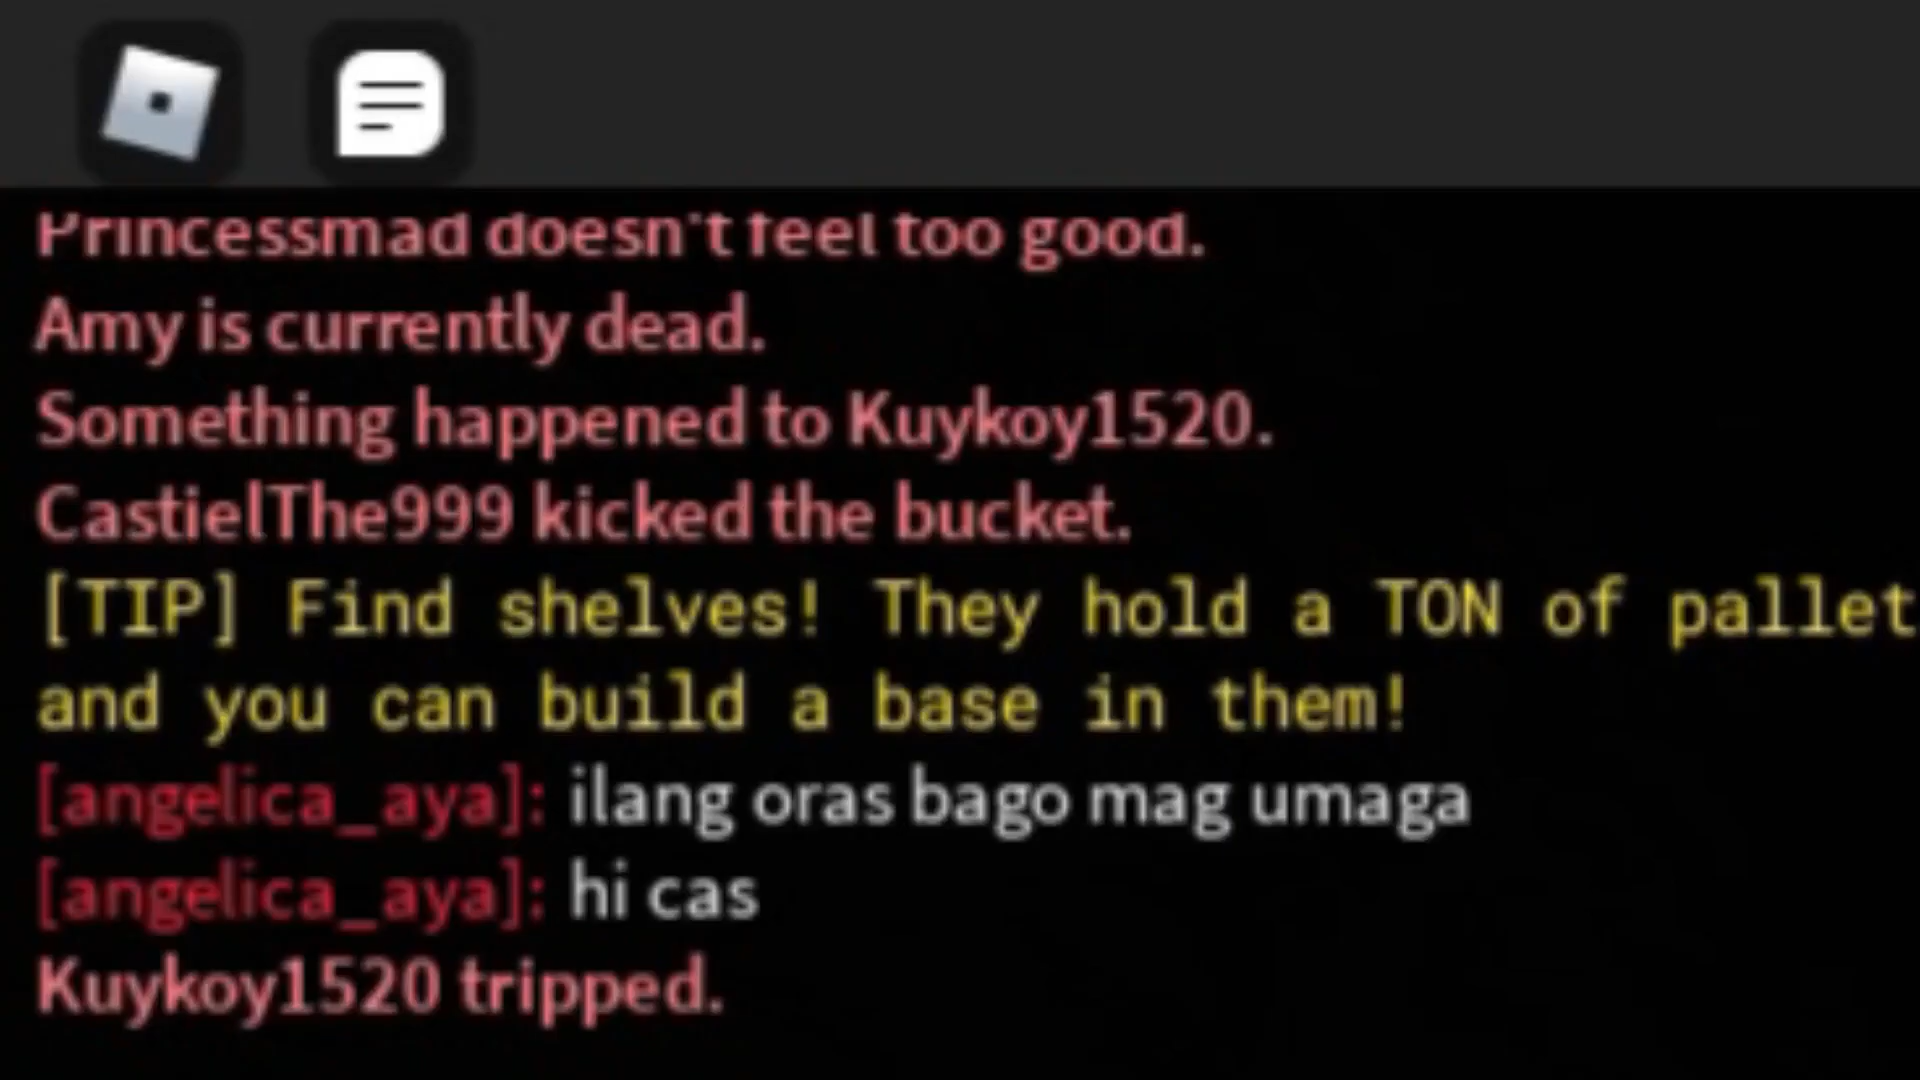 Princessmad doesn't feel too good.
Amy is currently dead.
Something happened to Kuykoy1520.
CastielThe999 kicked the bucket.
[TIP] Find shelves! They hold a TON of pallet
and you can build a base in them!
[angelica_aya]: ilang oras bago mag umaga
[angelica_aya]: hi cas
Kuykoy1520 tripped.